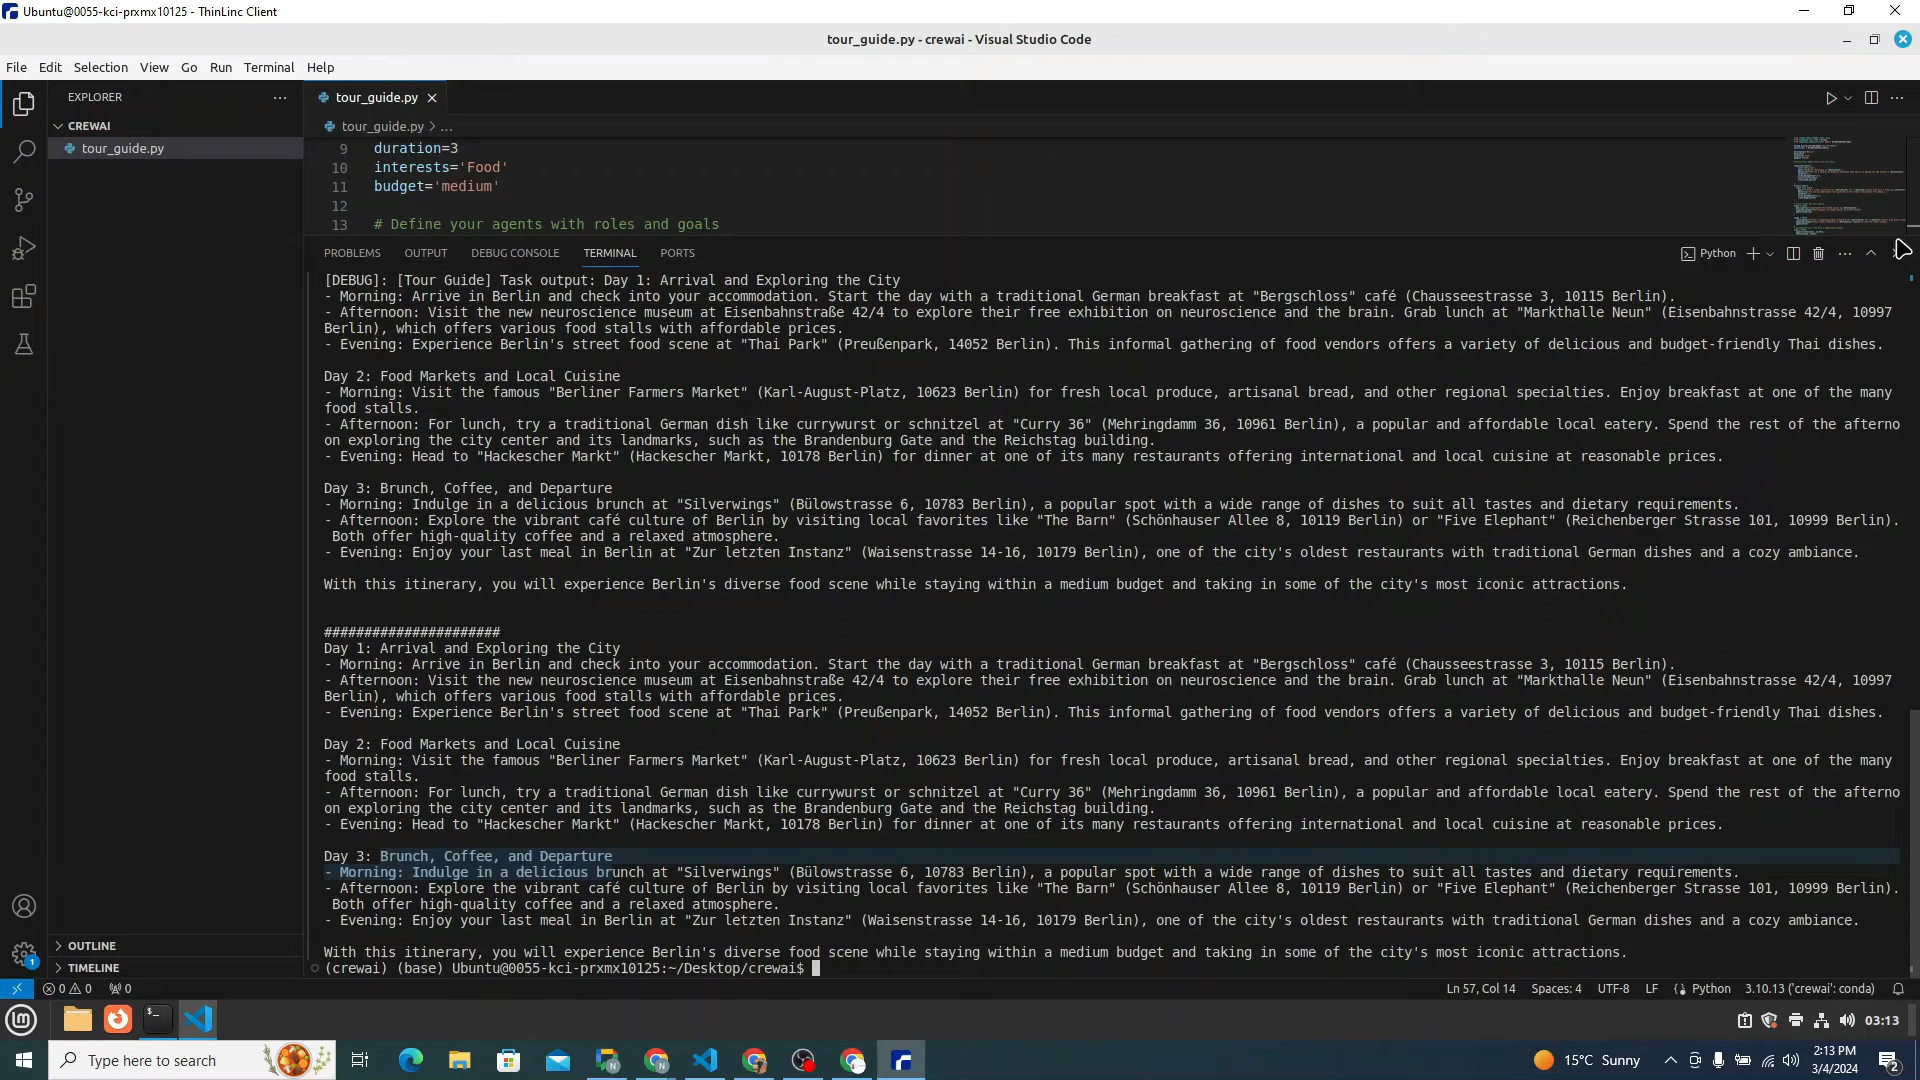 Ubuntu@0055-kci-prxmx10125 - ThinLinc Client
tour_guide.py - crewai - Visual Studio Code
File Edit Selection View Go Run Terminal Help
EXPLORER
CREWAI
tour_guide.py
OUTLINE
TIMELINE
tour_guide.py
tour_guide.py > ...
9 duration=3
10 interests='Food'
11 budget='medium'
12
13 # Define your agents with roles and goals
PROBLEMS OUTPUT DEBUG CONSOLE TERMINAL PORTS
Python
[DEBUG]: [Tour Guide] Task output: Day 1: Arrival and Exploring the City
- Morning: Arrive in Berlin and check into your accommodation. Start the day with a traditional German breakfast at "Bergschloss" café (Chausseestrasse 3, 10115 Berlin).
- Afternoon: Visit the new neuroscience museum at Eisenbahnstraße 42/4 to explore their free exhibition on neuroscience and the brain. Grab lunch at "Markthalle Neun" (Eisenbahnstrasse 42/4, 10997
Berlin), which offers various food stalls with affordable prices.
- Evening: Experience Berlin's street food scene at "Thai Park" (Preußenpark, 14052 Berlin). This informal gathering of food vendors offers a variety of delicious and budget-friendly Thai dishes.
Day 2: Food Markets and Local Cuisine
- Morning: Visit the famous "Berliner Farmers Market" (Karl-August-Platz, 10623 Berlin) for fresh local produce, artisanal bread, and other regional specialties. Enjoy breakfast at one of the many
food stalls.
- Afternoon: For lunch, try a traditional German dish like currywurst or schnitzel at "Curry 36" (Mehringdamm 36, 10961 Berlin), a popular and affordable local eatery. Spend the rest of the afterno
on exploring the city center and its landmarks, such as the Brandenburg Gate and the Reichstag building.
- Evening: Head to "Hackescher Markt" (Hackescher Markt, 10178 Berlin) for dinner at one of its many restaurants offering international and local cuisine at reasonable prices.
Day 3: Brunch, Coffee, and Departure
- Morning: Indulge in a delicious brunch at "Silverwings" (Bülowstrasse 6, 10783 Berlin), a popular spot with a wide range of dishes to suit all tastes and dietary requirements.
- Afternoon: Explore the vibrant café culture of Berlin by visiting local favorites like "The Barn" (Schönhauser Allee 8, 10119 Berlin) or "Five Elephant" (Reichenberger Strasse 101, 10999 Berlin).
Both offer high-quality coffee and a relaxed atmosphere.
- Evening: Enjoy your last meal in Berlin at "Zur letzten Instanz" (Waisenstrasse 14-16, 10179 Berlin), one of the city's oldest restaurants with traditional German dishes and a cozy ambiance.
With this itinerary, you will experience Berlin's diverse food scene while staying within a medium budget and taking in some of the city's most iconic attractions.
######################
Day 1: Arrival and Exploring the City
- Morning: Arrive in Berlin and check into your accommodation. Start the day with a traditional German breakfast at "Bergschloss" café (Chausseestrasse 3, 10115 Berlin).
- Afternoon: Visit the new neuroscience museum at Eisenbahnstraße 42/4 to explore their free exhibition on neuroscience and the brain. Grab lunch at "Markthalle Neun" (Eisenbahnstrasse 42/4, 10997
Berlin), which offers various food stalls with affordable prices.
- Evening: Experience Berlin's street food scene at "Thai Park" (Preußenpark, 14052 Berlin). This informal gathering of food vendors offers a variety of delicious and budget-friendly Thai dishes.
Day 2: Food Markets and Local Cuisine
- Morning: Visit the famous "Berliner Farmers Market" (Karl-August-Platz, 10623 Berlin) for fresh local produce, artisanal bread, and other regional specialties. Enjoy breakfast at one of the many
food stalls.
- Afternoon: For lunch, try a traditional German dish like currywurst or schnitzel at "Curry 36" (Mehringdamm 36, 10961 Berlin), a popular and affordable local eatery. Spend the rest of the afterno
on exploring the city center and its landmarks, such as the Brandenburg Gate and the Reichstag building.
- Evening: Head to "Hackescher Markt" (Hackescher Markt, 10178 Berlin) for dinner at one of its many restaurants offering international and local cuisine at reasonable prices.
Day 3: Brunch, Coffee, and Departure
- Morning: Indulge in a delicious brunch at "Silverwings" (Bülowstrasse 6, 10783 Berlin), a popular spot with a wide range of dishes to suit all tastes and dietary requirements.
- Afternoon: Explore the vibrant café culture of Berlin by visiting local favorites like "The Barn" (Schönhauser Allee 8, 10119 Berlin) or "Five Elephant" (Reichenberger Strasse 101, 10999 Berlin).
Both offer high-quality coffee and a relaxed atmosphere.
- Evening: Enjoy your last meal in Berlin at "Zur letzten Instanz" (Waisenstrasse 14-16, 10179 Berlin), one of the city's oldest restaurants with traditional German dishes and a cozy ambiance.
With this itinerary, you will experience Berlin's diverse food scene while staying within a medium budget and taking in some of the city's most iconic attractions.
(crewai) (base) Ubuntu@0055-kci-prxmx10125:~/Desktop/crewai$
1
0 0 0
Ln 57, Col 14 Spaces: 4 UTF-8 LF Python 3.10.13 ('crewai': conda)
03:13
Type here to search
15°C Sunny
2:13 PM
3/4/2024
2